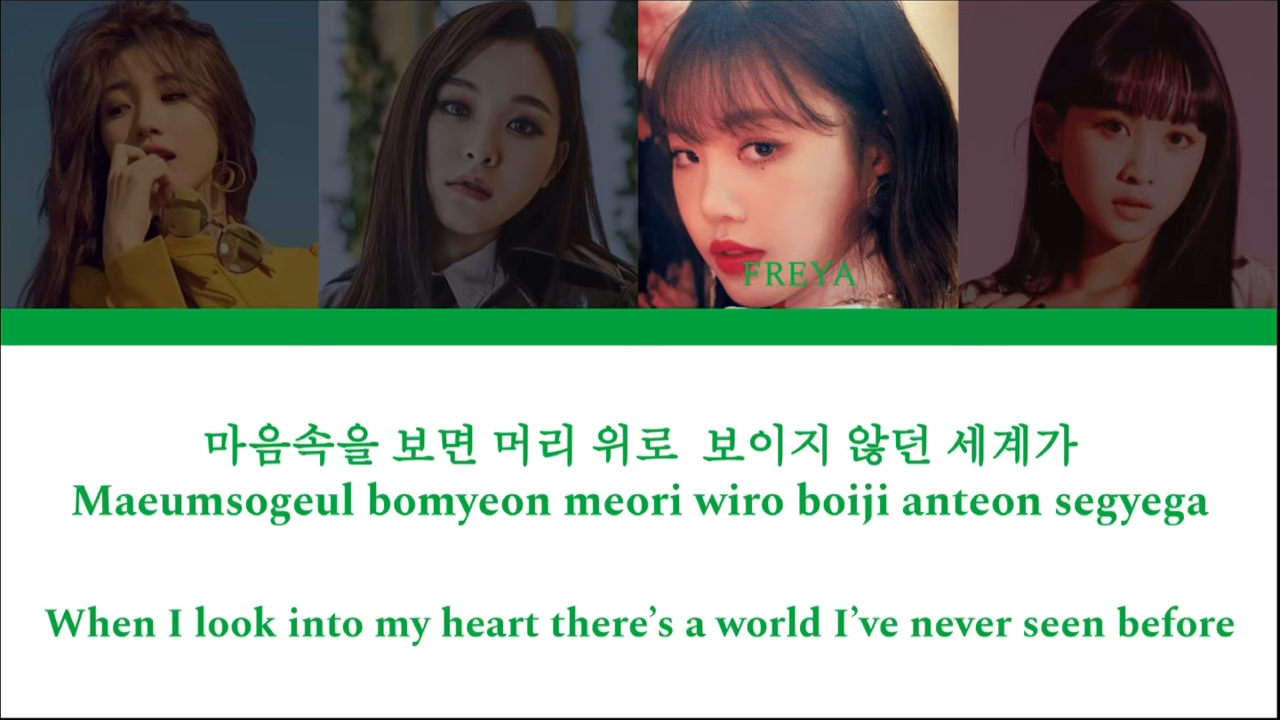 FREYA
마음속을 보면 머리 위로 보이지 않던 세계가
Maeumsogeul bomyeon meori wiro boiji anteon segyega
When I look into my heart there’s a world I’ve never seen before